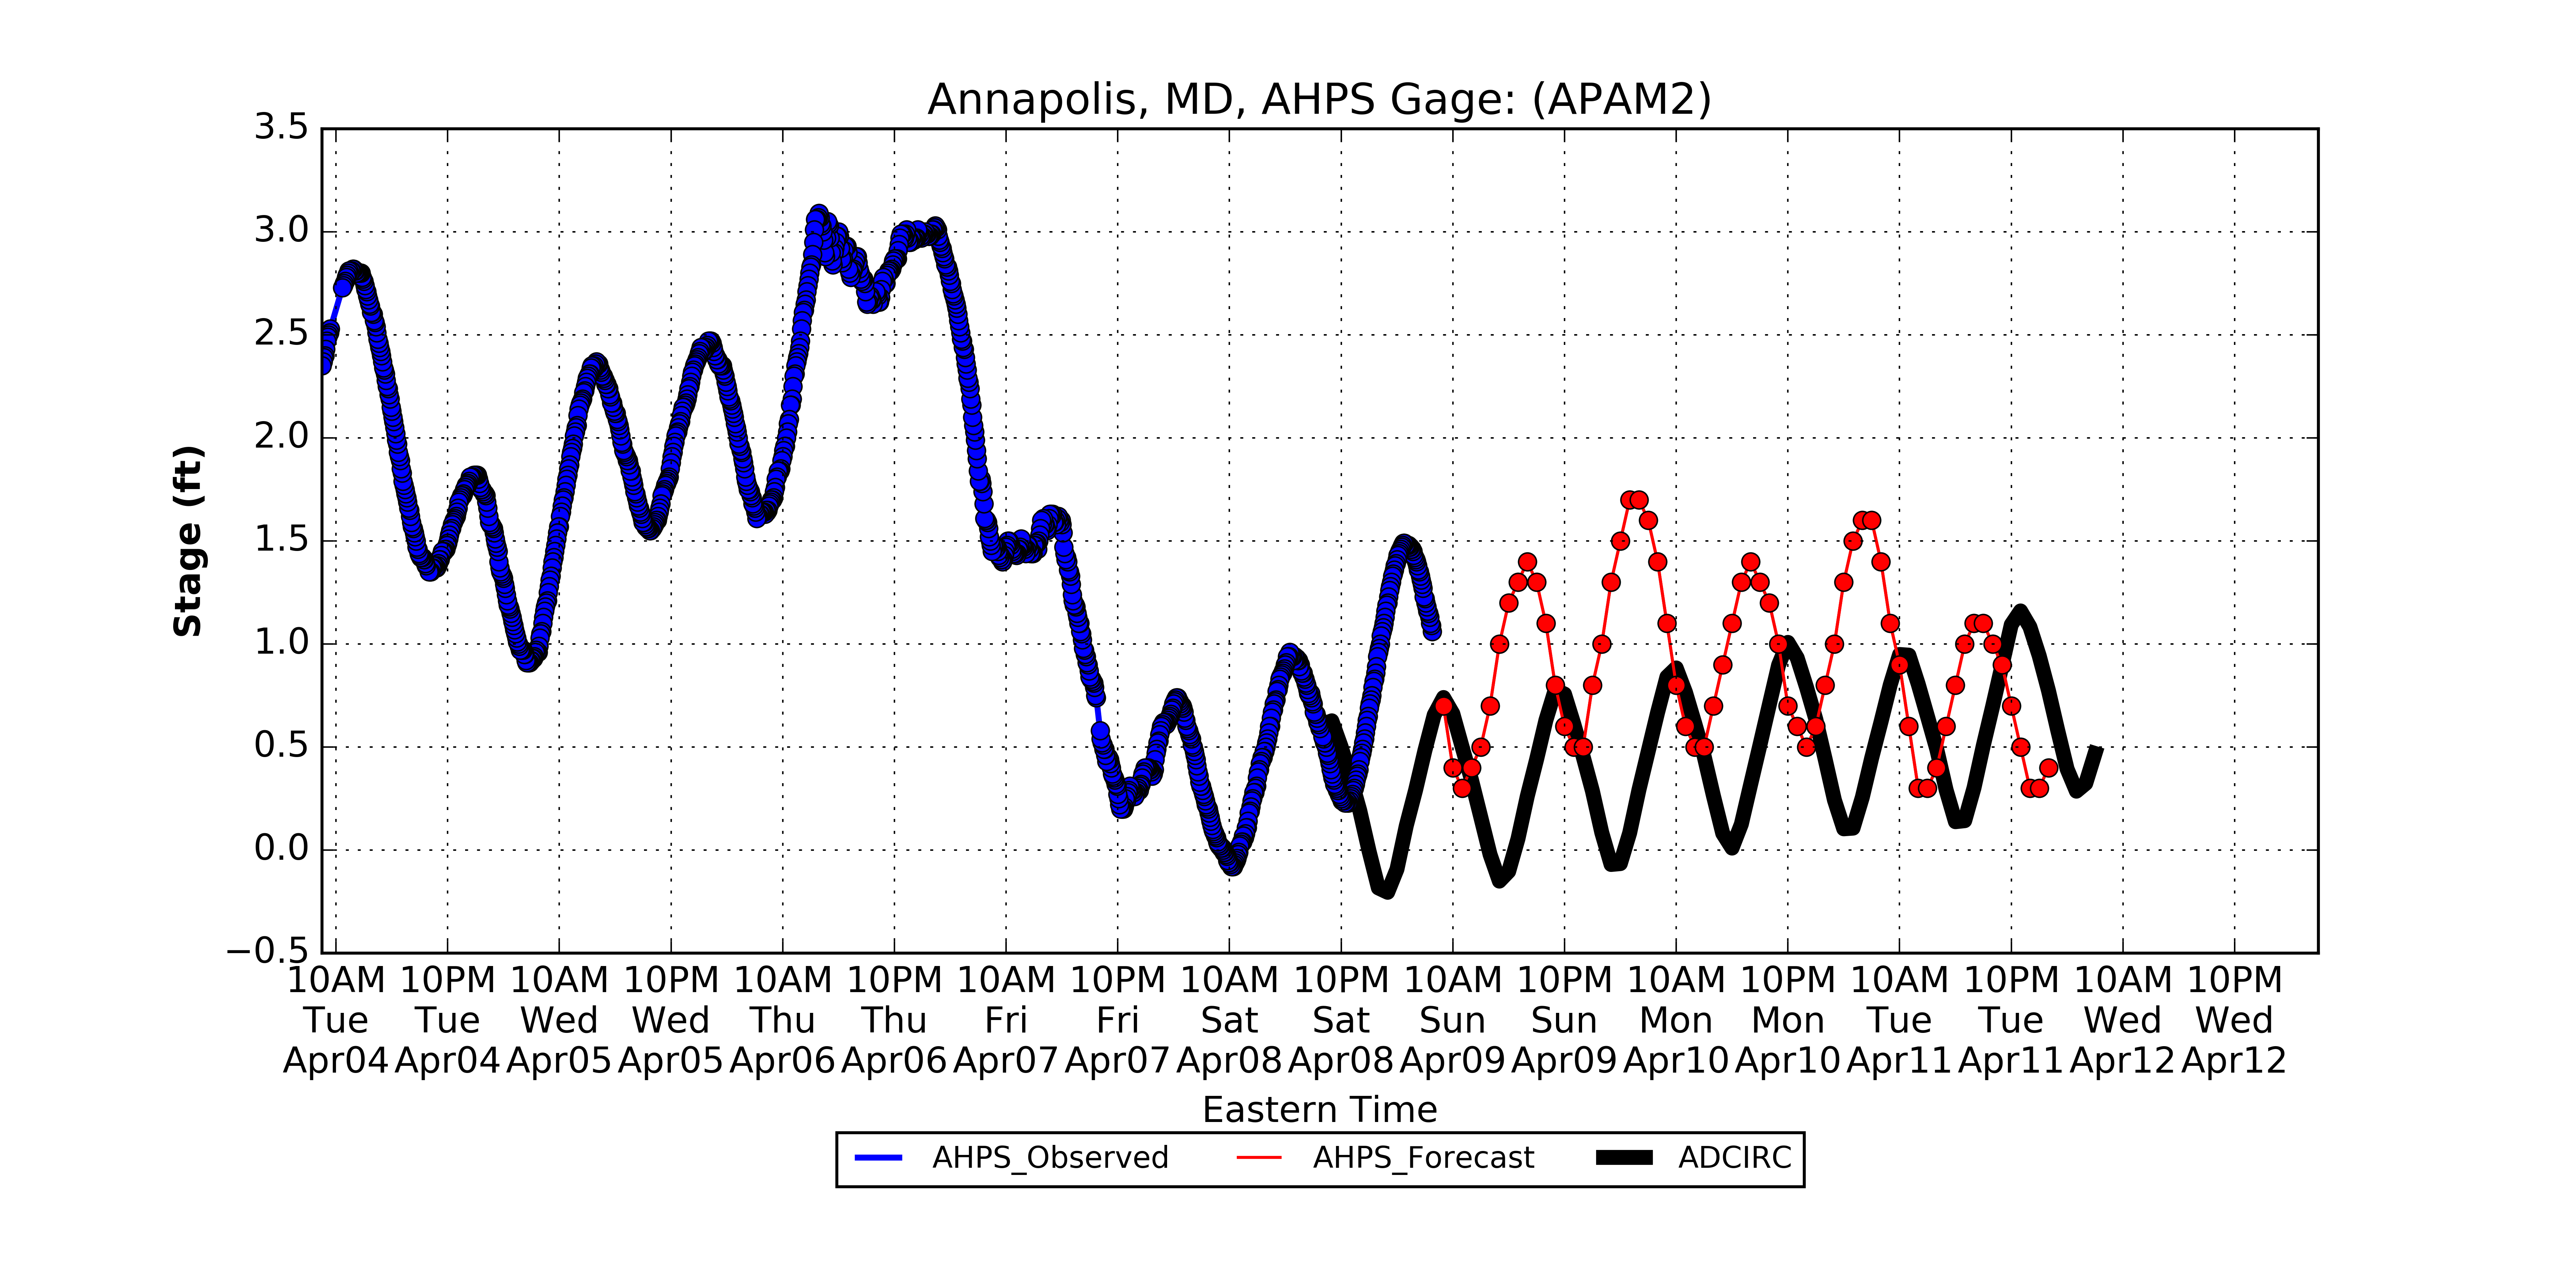 Annapolis, MD, AHPS Gage: (APAM2)
3.5
3.0
2.5
2.0
1.5
1.0
0.5
0.0
−0.5
Stage (ft)
10AM 10PM 10AM 10PM 10AM 10PM 10AM 10PM 10AM 10PM 10AM 10PM 10AM 10PM 10AM 10PM 10AM 10PM
Tue Tue Wed Wed Thu Thu Fri Fri Sat Sat Sun Sun Mon Mon Tue Tue Wed Wed
Apr04 Apr04 Apr05 Apr05 Apr06 Apr06 Apr07 Apr07 Apr08 Apr08 Apr09 Apr09 Apr10 Apr10 Apr11 Apr11 Apr12 Apr12
Eastern Time
AHPS_Observed AHPS_Forecast ADCIRC